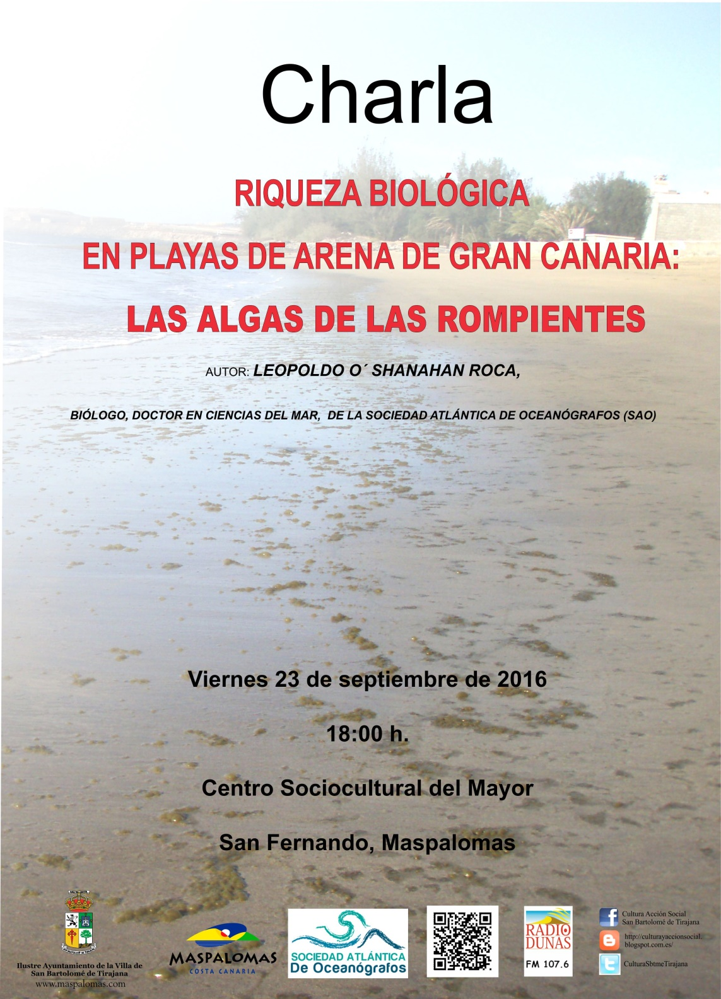 Charla
RIQUEZA BIOLÓGICA
EN PLAYAS DE ARENA DE GRAN CANARIA:
LAS ALGAS DE LAS ROMPIENTES
AUTOR: LEOPOLDO O´ SHANAHAN ROCA,
BIÓLOGO, DOCTOR EN CIENCIAS DEL MAR, DE LA SOCIEDAD ATLÁNTICA DE OCEANÓGRAFOS (SAO)
Viernes 23 de septiembre de 2016
18:00 h.
Centro Sociocultural del Mayor
San Fernando, Maspalomas
Ilustre Ayuntamiento de la Villa de
San Bartolomé de Tirajana
www.maspalomas.com
MASPALOMAS
COSTA CANARIA
SOCIEDAD ATLÁNTICA
De Oceanógrafos
RADIO
DUNAS
FM 107.6
Cultura Acción Social
San Bartolomé de Tirajana
http://culturayaccionsocial.
blogspot.com.es/
CulturaSbtmeTirajana